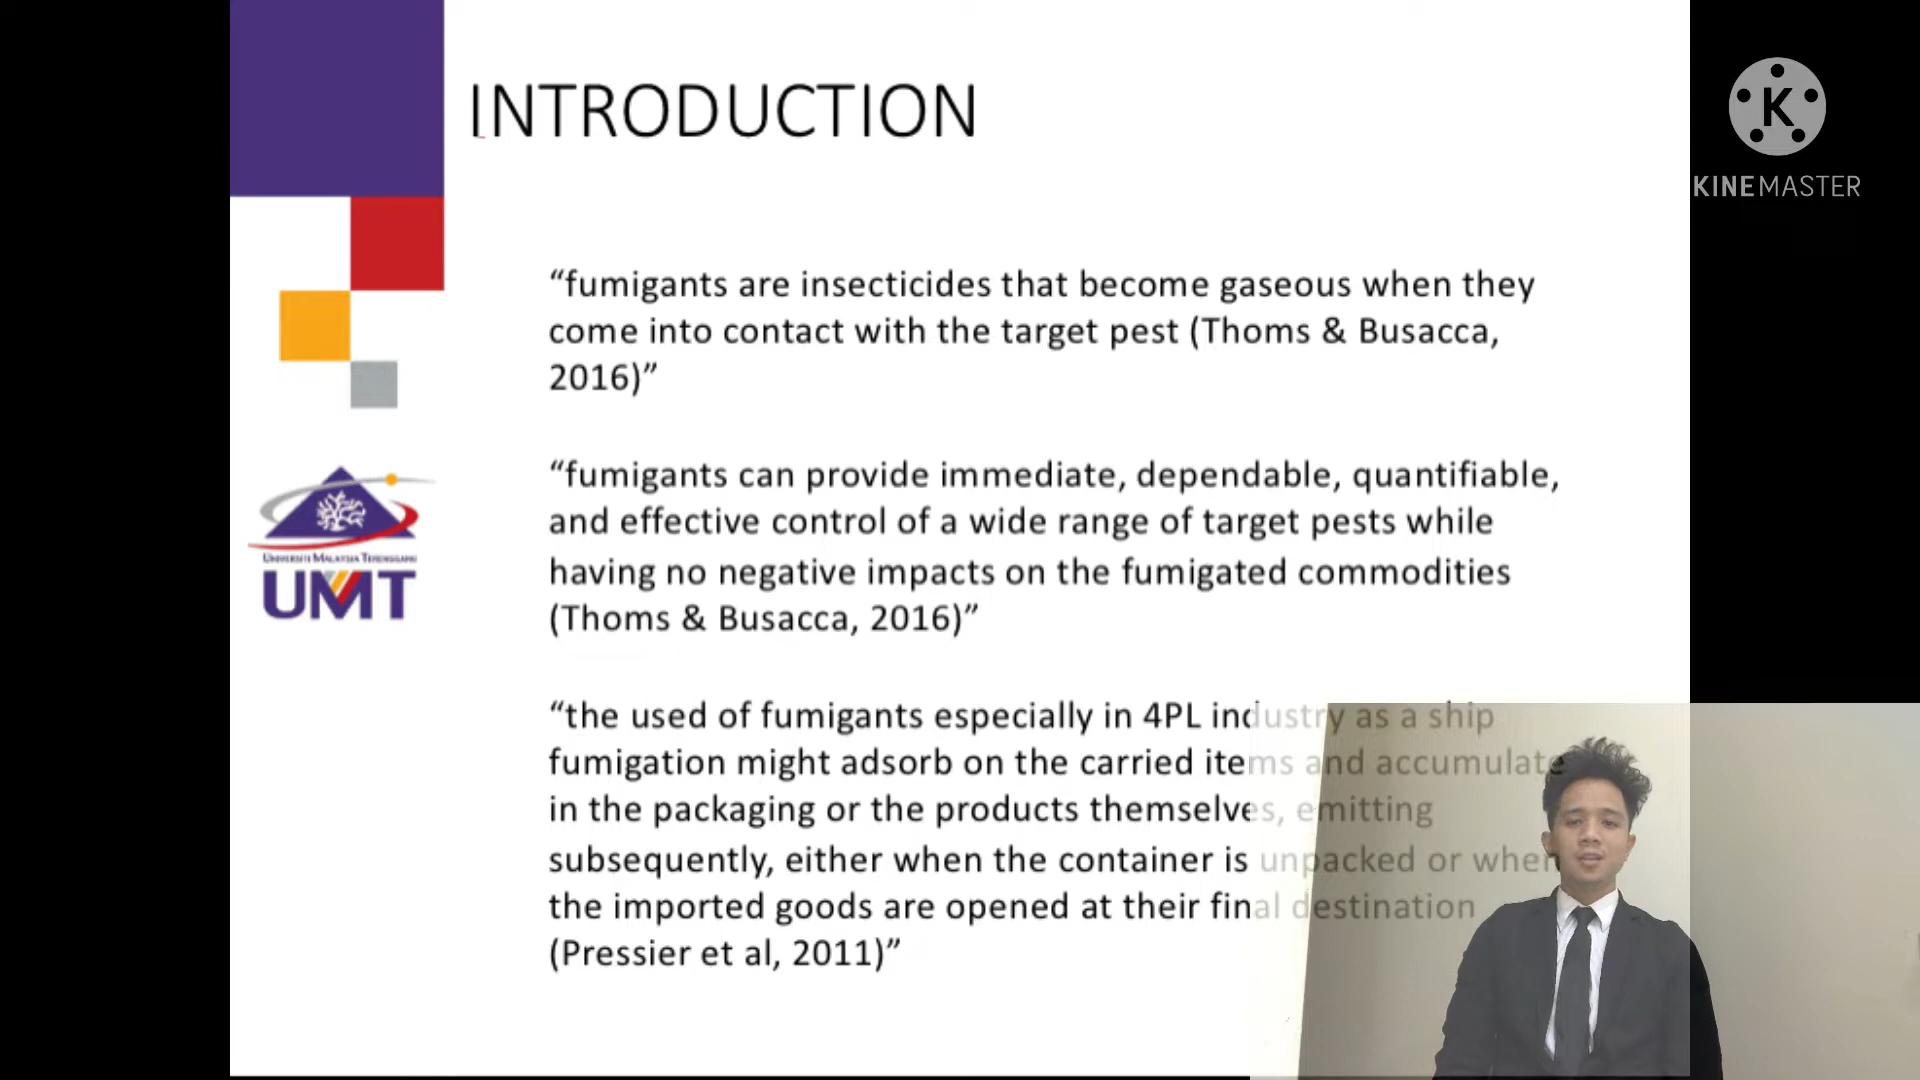 INTRODUCTION
KINEMASTER
“fumigants are insecticides that become gaseous when they
come into contact with the target pest (Thoms & Busacca,
2016)”
“fumigants can provide immediate, dependable, quantifiable,
and effective control of a wide range of target pests while
having no negative impacts on the fumigated commodities
(Thoms & Busacca, 2016)”
UNIVERSITI MALAYSIA TERENGGANU
UMT
“the used of fumigants especially in 4PL industry as a ship
fumigation might adsorb on the carried items and accumulate
in the packaging or the products themselves, emitting
subsequently, either when the container is unpacked or when
the imported goods are opened at their final destination
(Pressier et al, 2011)”